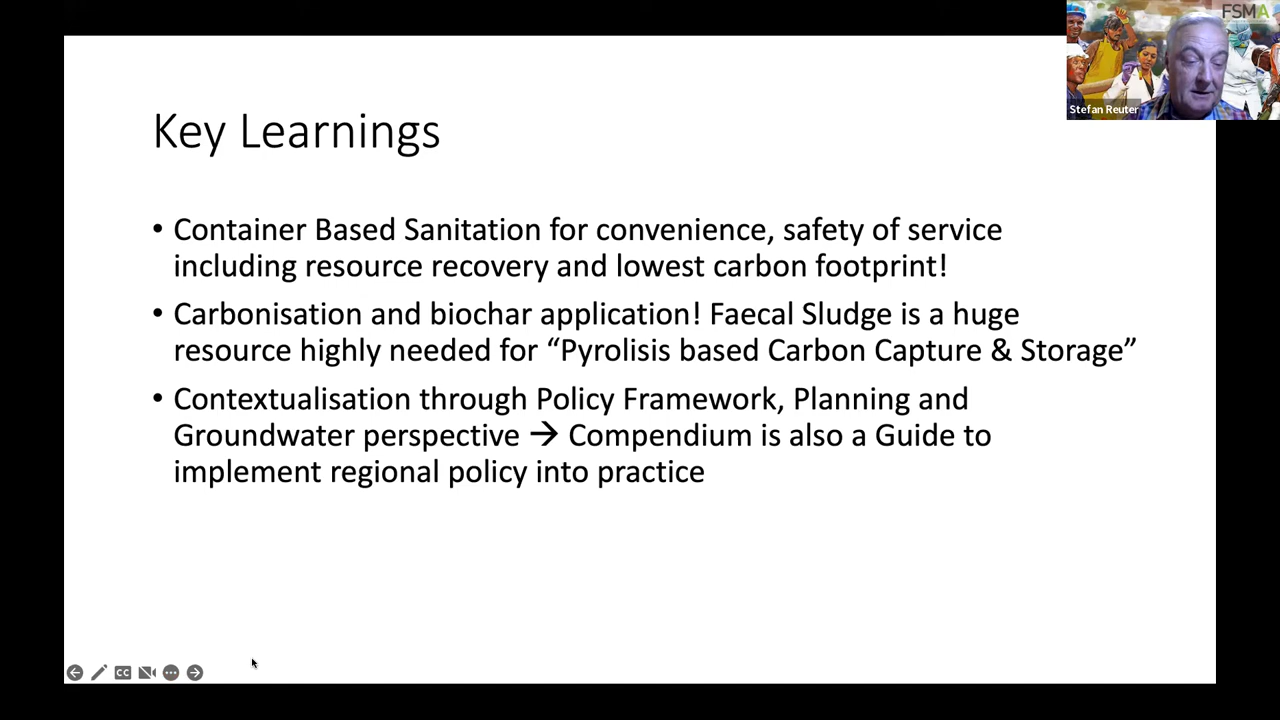 FSMA
Stefan Reuter
Key Learnings
• Container Based Sanitation for convenience, safety of service
including resource recovery and lowest carbon footprint!
• Carbonisation and biochar application! Faecal Sludge is a huge
resource highly needed for “Pyrolisis based Carbon Capture & Storage”
• Contextualisation through Policy Framework, Planning and
Groundwater perspective → Compendium is also a Guide to
implement regional policy into practice
CC